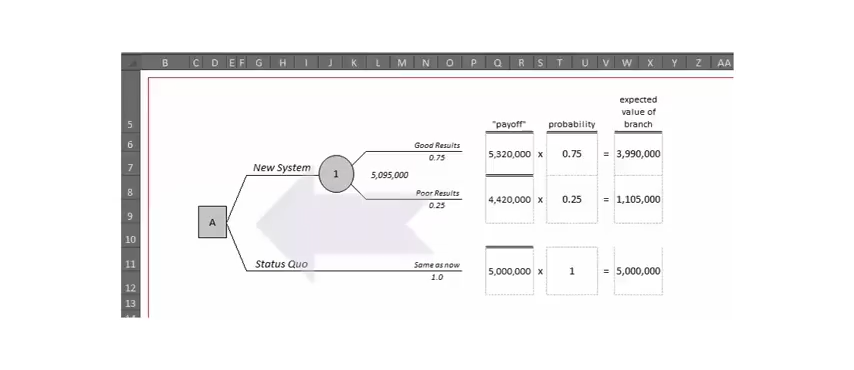 B C D E F G H I J K L M N O P Q R S T U V W X Y Z AA
expected
value of
5 "payoff" probability branch
6 Good Results
0.75 5,320,000 x 0.75 = 3,990,000
7 New System 1 5,095,000
8 Poor Results
4,420,000 x 0.25 = 1,105,000
0.25
9 A
10
11 Status Quo Same as now 5,000,000 x 1 = 5,000,000
1.0
12
13